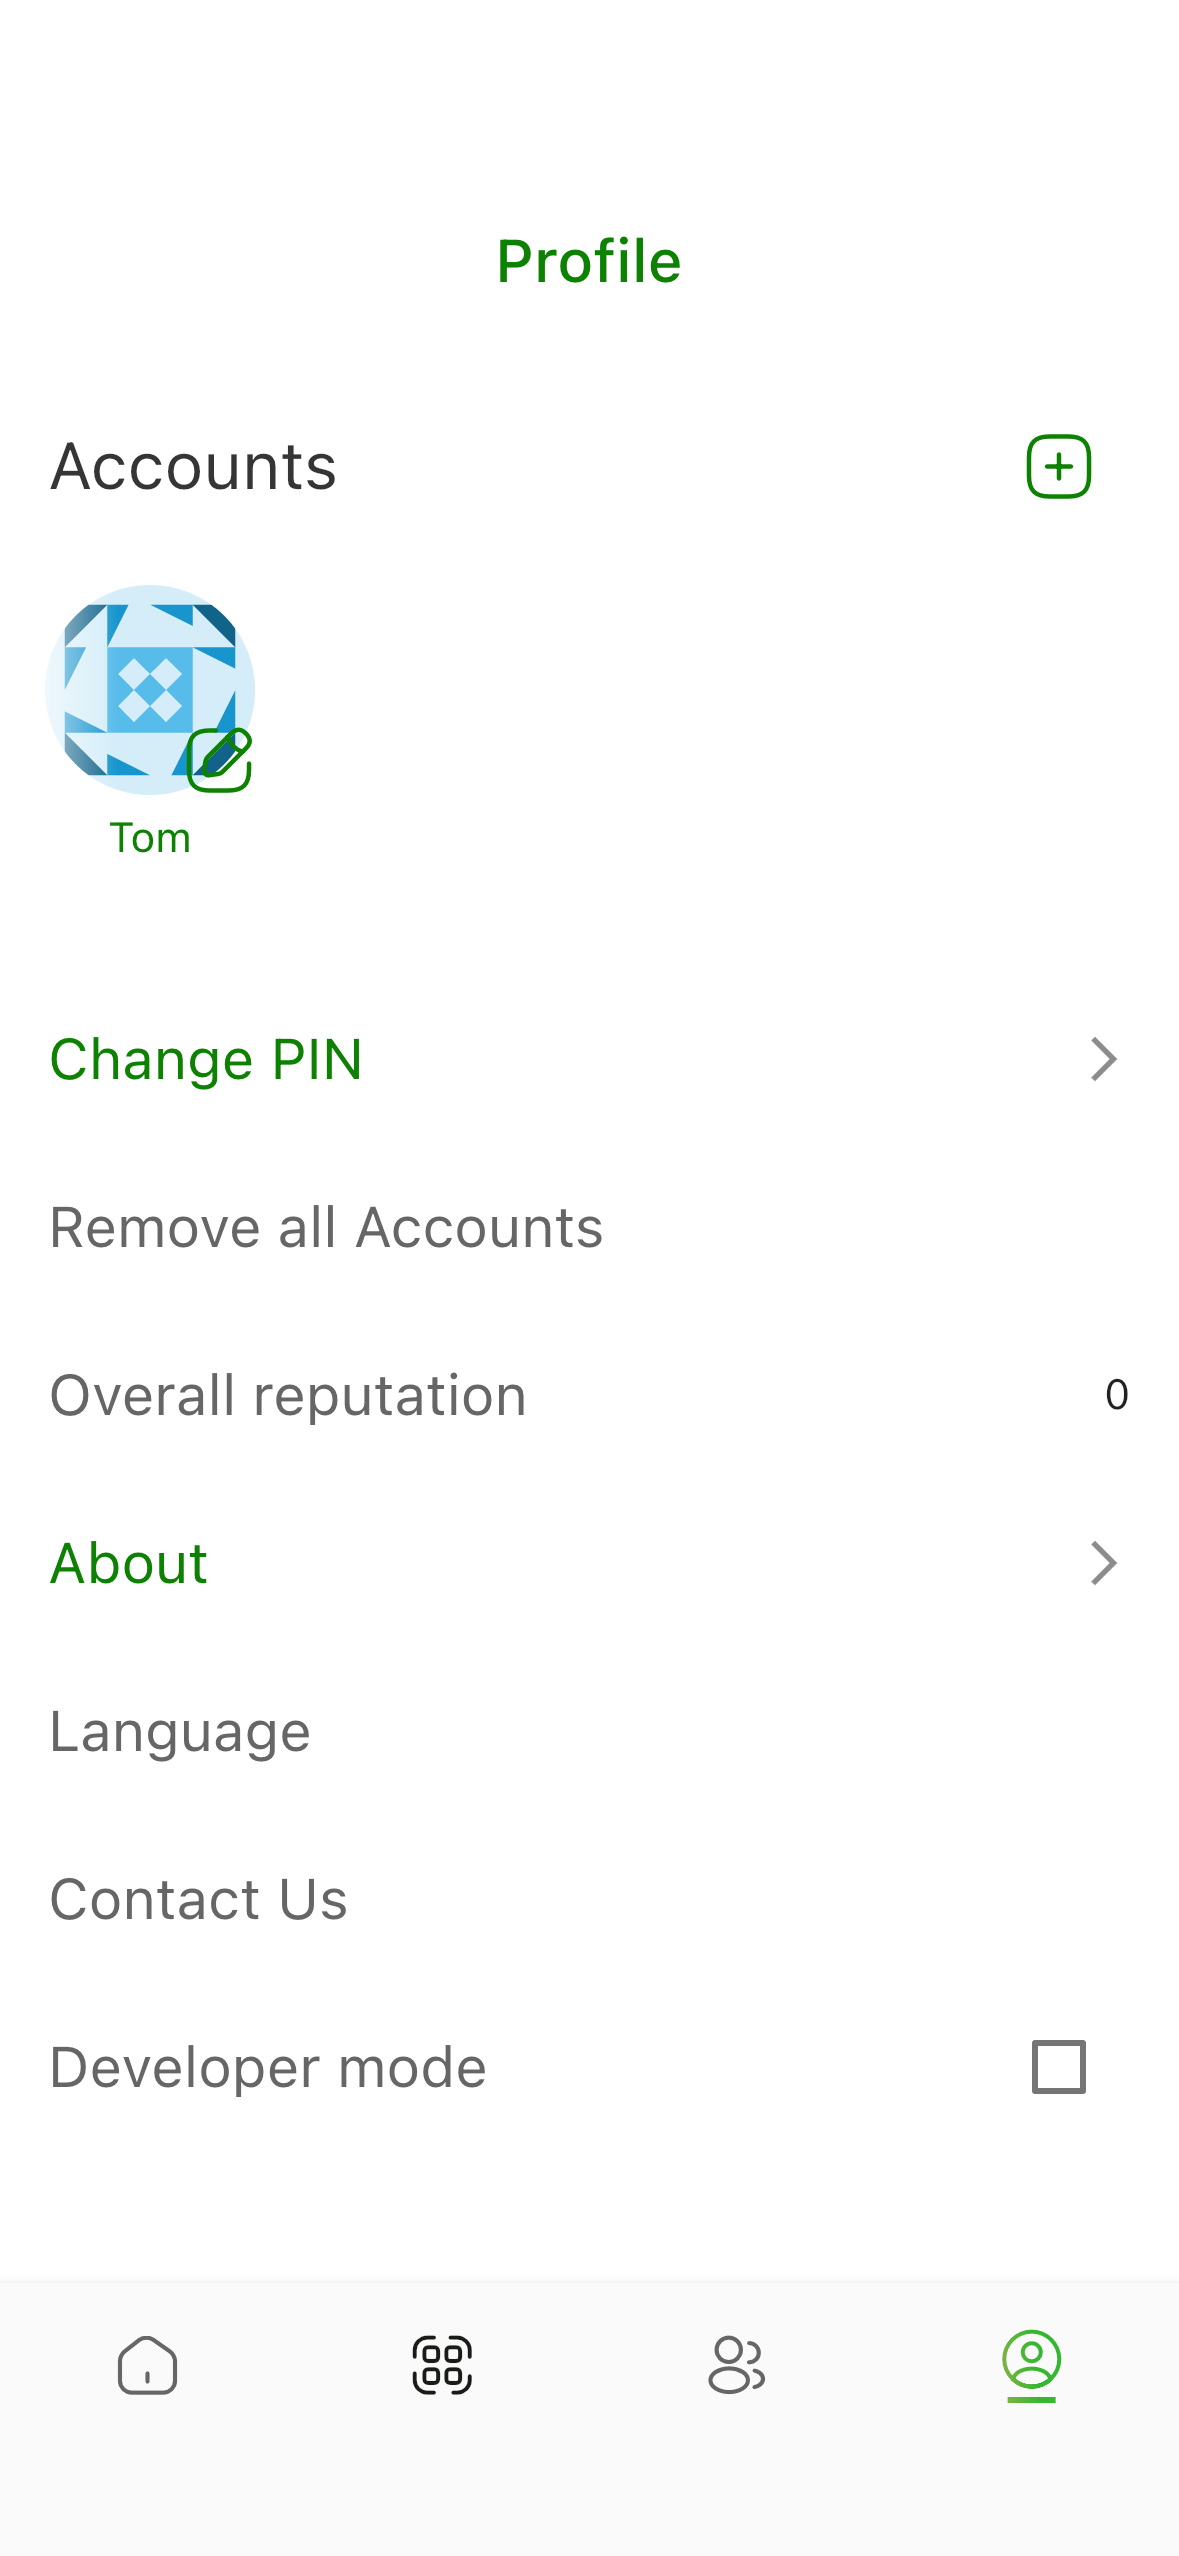 Profile
Accounts
Tom
Change PIN
Remove all Accounts
Overall reputation 0
About
Language
Contact Us
Developer mode